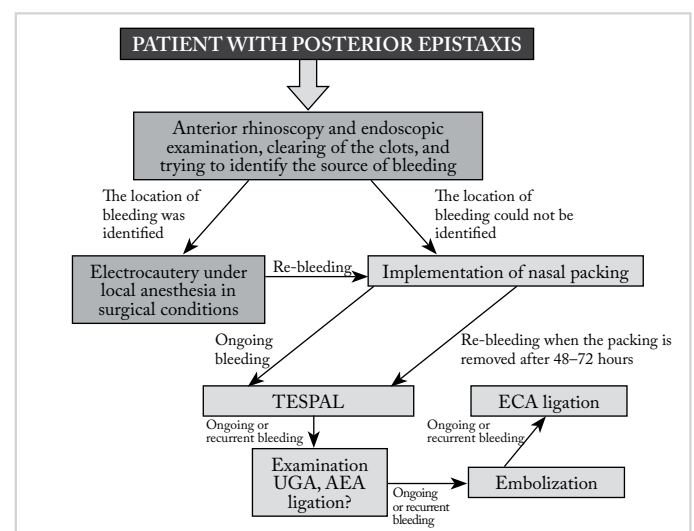 PATIENT WITH POSTERIOR EPISTAXIS
Anterior rhinoscopy and endoscopic
examination, clearing of the clots, and
trying to identify the source of bleeding
The location of
bleeding was
identified
The location of
bleeding could not be
identified
Electrocautery under
local anesthesia in
surgical conditions
Re-bleeding
Implementation of nasal packing
Ongoing
bleeding
Re-bleeding when the packing is
removed after 48–72 hours
TESPAL
ECA ligation
Ongoing or
recurrent bleeding
Ongoing or
recurrent bleeding
Examination
UGA, AEA
ligation?
Ongoing
or recurrent
bleeding
Embolization